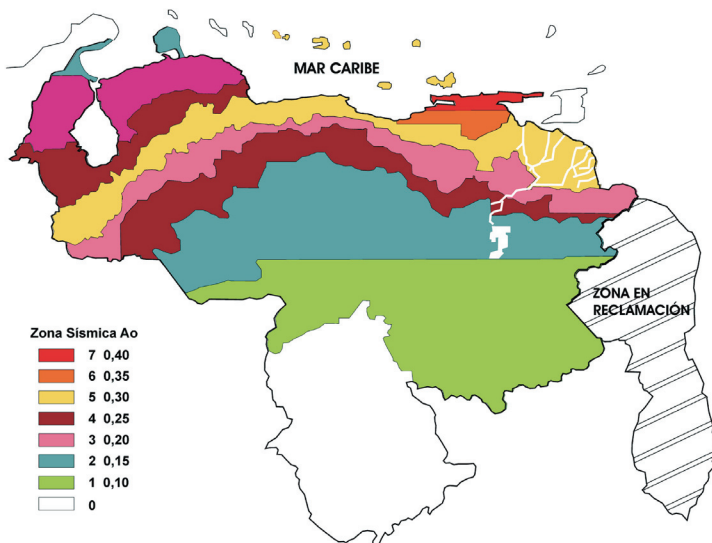 MAR CARIBE
ZONA EN
RECLAMACIÓN
Zona Sísmica Ao
7 0,40
6 0,35
5 0,30
4 0,25
3 0,20
2 0,15
1 0,10
0